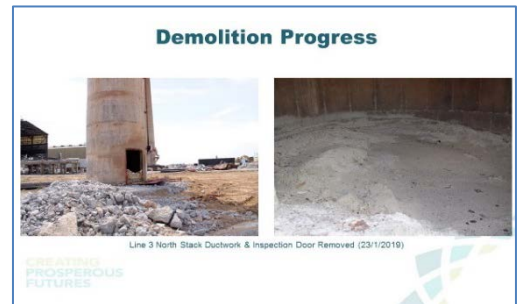 Demolition Progress
Line 3 North Stack Ductwork & Inspection Door Removed (23/1/2019)
CREATING
PROSPEROUS
FUTURES